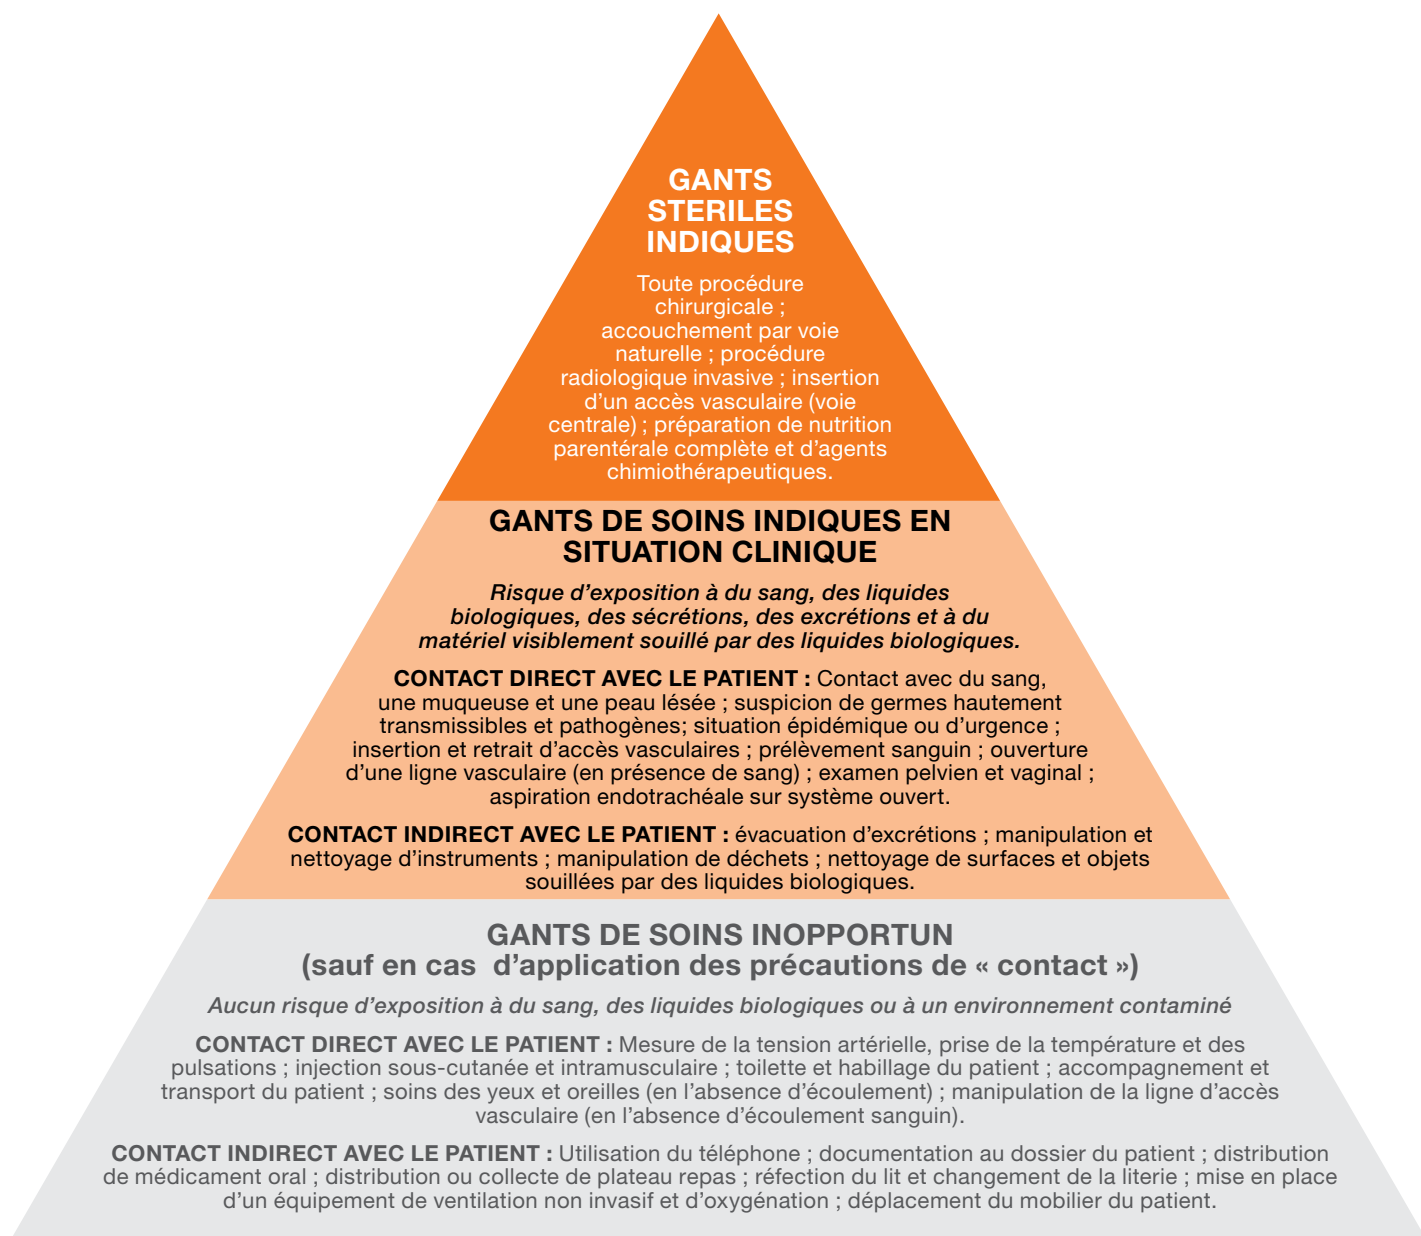 GANTS
STERILES
INDIQUES
Toute procédure
chirurgicale ;
accouchement par voie
naturelle ; procédure
radiologique invasive ; insertion
d’un accès vasculaire (voie
centrale) ; préparation de nutrition
parentérale complète et d’agents
chimiothérapeutiques.
GANTS DE SOINS INDIQUES EN
SITUATION CLINIQUE
Risque d’exposition à du sang, des liquides
biologiques, des sécrétions, des excrétions et à du
matériel visiblement souillé par des liquides biologiques.
CONTACT DIRECT AVEC LE PATIENT : Contact avec du sang,
une muqueuse et une peau lésée ; suspicion de germes hautement
transmissibles et pathogènes; situation épidémique ou d’urgence ;
insertion et retrait d’accès vasculaires ; prélèvement sanguin ; ouverture
d’une ligne vasculaire (en présence de sang) ; examen pelvien et vaginal ;
aspiration endotrachéale sur système ouvert.
CONTACT INDIRECT AVEC LE PATIENT : évacuation d’excrétions ; manipulation et
nettoyage d’instruments ; manipulation de déchets ; nettoyage de surfaces et objets
souillées par des liquides biologiques.
GANTS DE SOINS INOPPORTUN
(sauf en cas  d’application des précautions de « contact »)
Aucun risque d’exposition à du sang, des liquides biologiques ou à un environnement contaminé
CONTACT DIRECT AVEC LE PATIENT : Mesure de la tension artérielle, prise de la température et des
pulsations ; injection sous-cutanée et intramusculaire ; toilette et habillage du patient ; accompagnement et
transport du patient ; soins des yeux et oreilles (en l’absence d’écoulement) ; manipulation de la ligne d’accès
vasculaire (en l’absence d’écoulement sanguin).
CONTACT INDIRECT AVEC LE PATIENT : Utilisation du téléphone ; documentation au dossier du patient ; distribution
de médicament oral ; distribution ou collecte de plateau repas ; réfection du lit et changement de la literie ; mise en place
d’un équipement de ventilation non invasif et d’oxygénation ; déplacement du mobilier du patient.